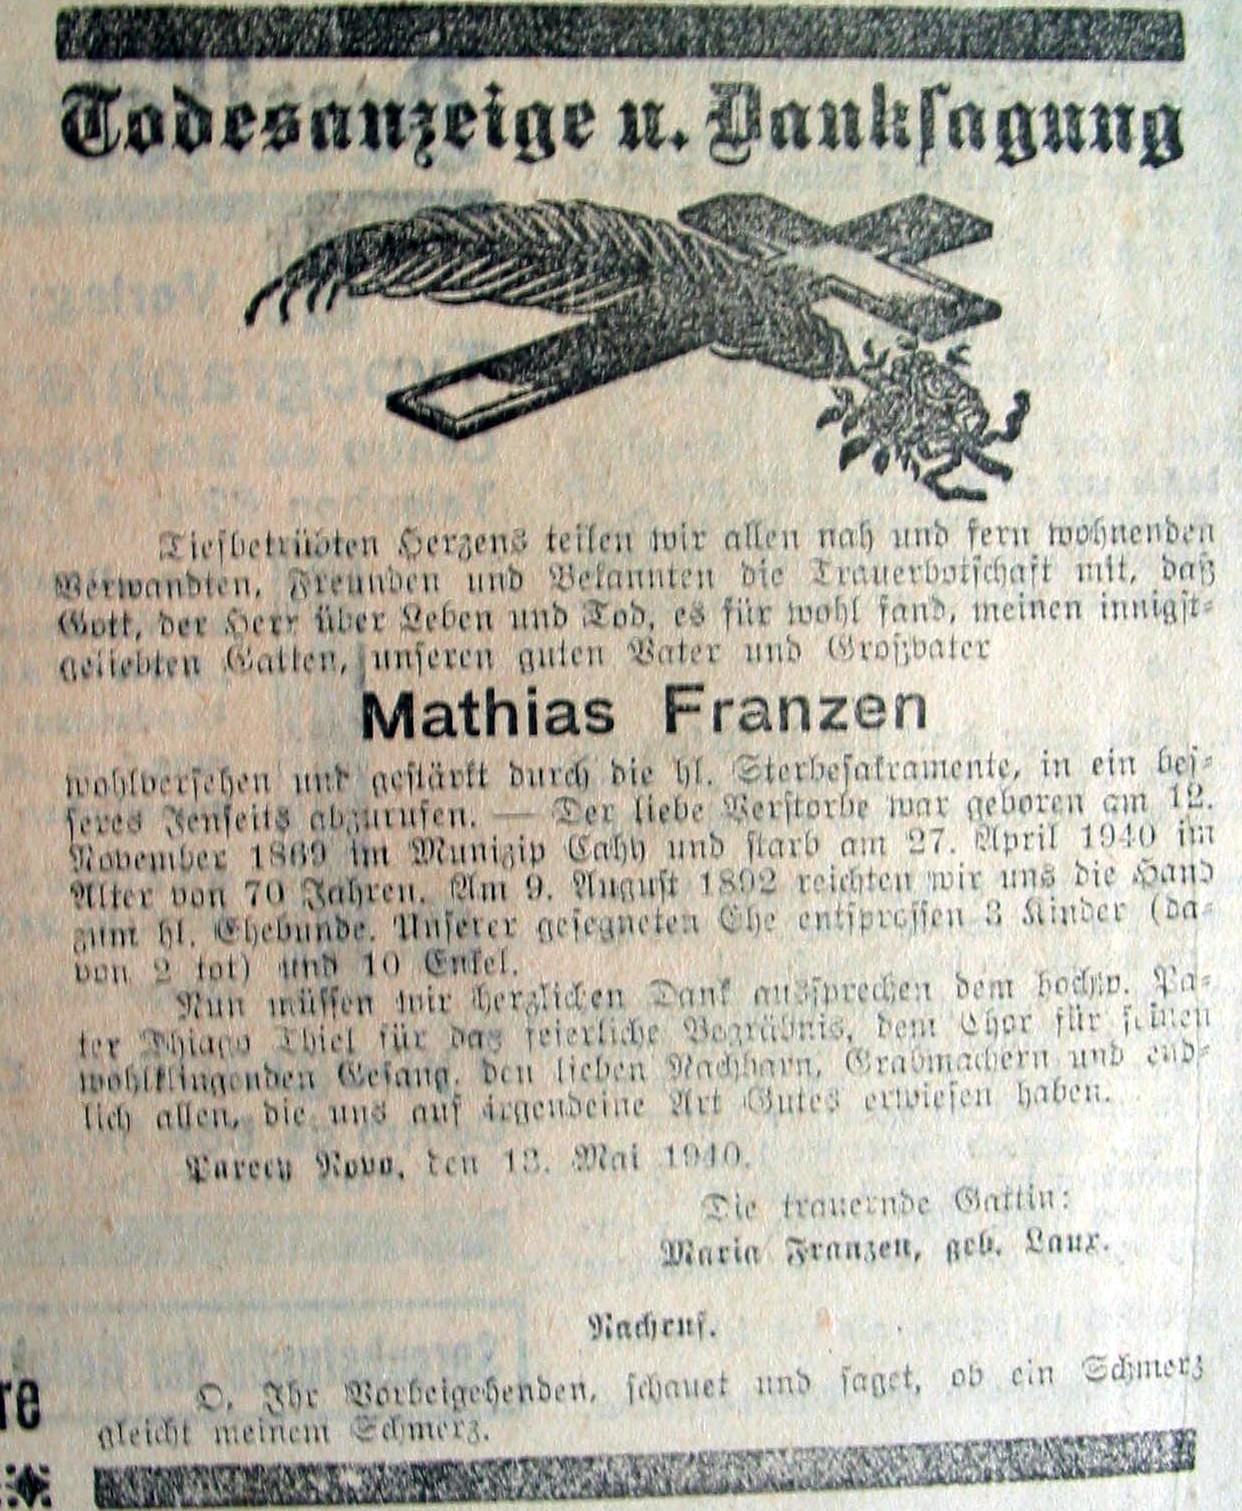 Todesanzeige u. Danksagung
Tiefbetrübten Herzens teilen wir allen nah und fern wohnenden
Verwandten, Freunden und Bekannten die Trauerbotschaft mit, daß
Gott, der Herr über Leben und Tod, es für wohl fand, meinen innigst-
geliebten Gatten, unseren guten Vater und Großvater
Mathias Franzen
wohlversehen und gestärkt durch die hl. Sterbesakramente, in ein bes-
seres Jenseits abzurufen. — Der liebe Verstorbe war geboren am 12.
November 1869 im Munizip Cahy und starb am 27. April 1940 im
Alter von 70 Jahren. Am 9. August 1892 reichten wir uns die Hand
zum hl. Ehebunde. Unserer gesegneten Ehe entsprossen 3 Kinder (da-
von 2 tot) und 10 Enkel.
Nun müssen wir herzlichen Dank aussprechen dem hochw. Pa-
ter Thiago Thiel für das feierliche Begräbnis, dem Chor für seinen
wohlklingenden Gesang, den lieben Nachbarn, Grabmachern und end-
lich allen, die uns auf irgendeine Art Gutes erwiesen haben.
Parecy Novo, den 13. Mai 1940.
Die trauernde Gattin:
Maria Franzen, geb. Laux.
Nachruf.
O, Ihr Vorbeigehenden, schauet und saget, ob ein Schmerz
gleicht meinem Schmerz.
re